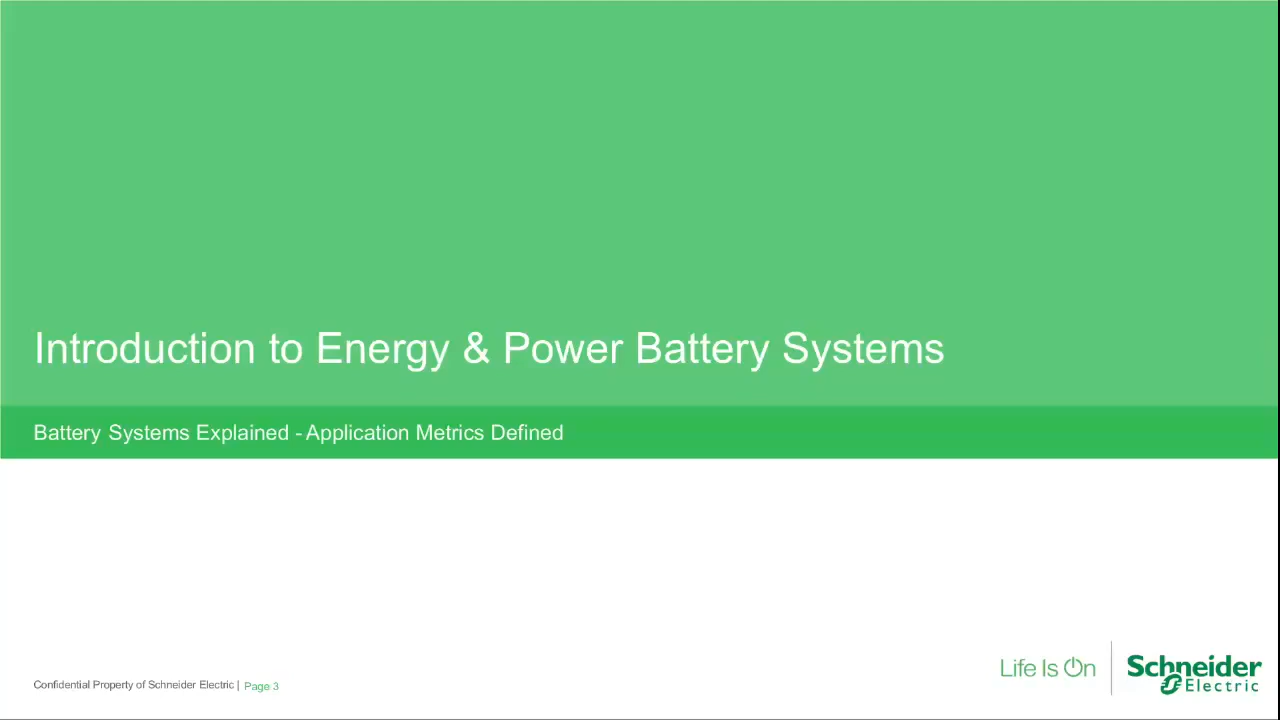 Introduction to Energy & Power Battery Systems
Battery Systems Explained - Application Metrics Defined
Confidential Property of Schneider Electric | Page 3
Life Is On
Schneider
Electric